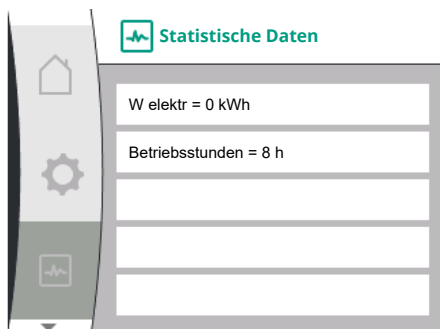 Statistische Daten
W elektr = 0 kWh
Betriebsstunden = 8 h